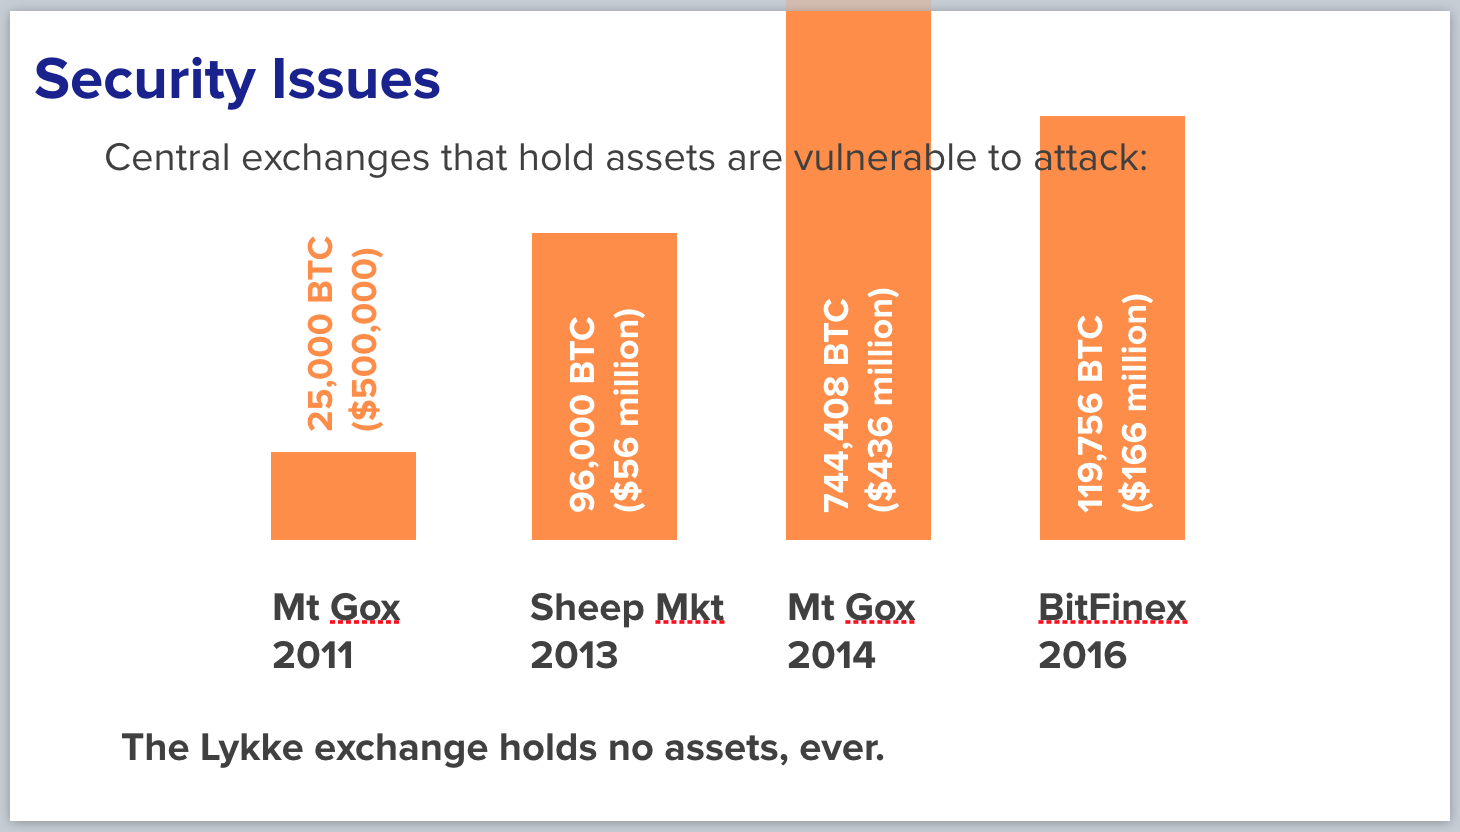 Security Issues
Central exchanges that hold assets are vulnerable to attack:
25,000 BTC
($500,000)
96,000 BTC
($56 million)
744,408 BTC
($436 million)
119,756 BTC
($166 million)
Mt Gox
2011
Sheep Mkt
2013
Mt Gox
2014
BitFinex
2016
The Lykke exchange holds no assets, ever.